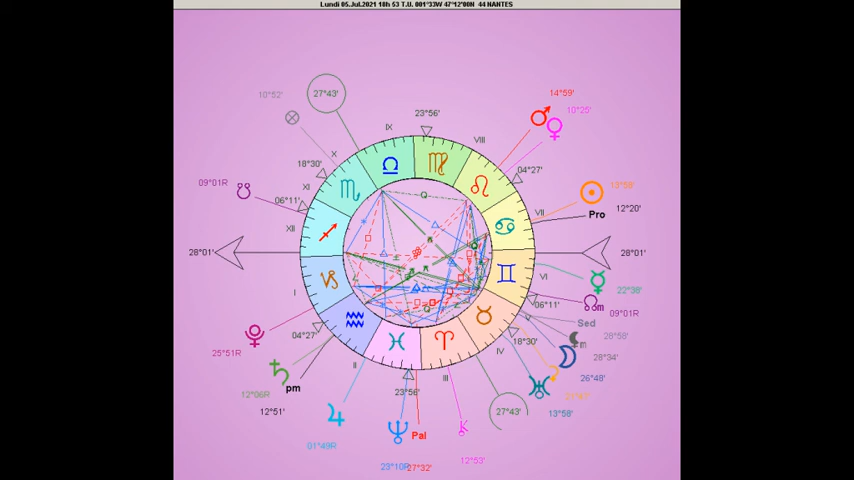 Lundi 05.Jul.2021 18h 53 T.U. 001°33W 47°12'00N 44 NANTES
14°59'
10°52'
27°43'
10°25'
23°56'
IX
VIII
X
18°30'
04°27'
09°01R
XI
13°58'
06°11'
VII
Pro
12°20'
Q
XII
28°01'
28°01'
VI
22°38'
I
06°11'
m
09°01R
V
Sed
28°58'
04°27'
18°30'
m
25°51R
Q
IV
28°34'
II
26°48'
pm
III
12°06R
23°56'
12°51'
27°43'
13°58'
Pal
01°49R
12°53'
23°10R
27°32'